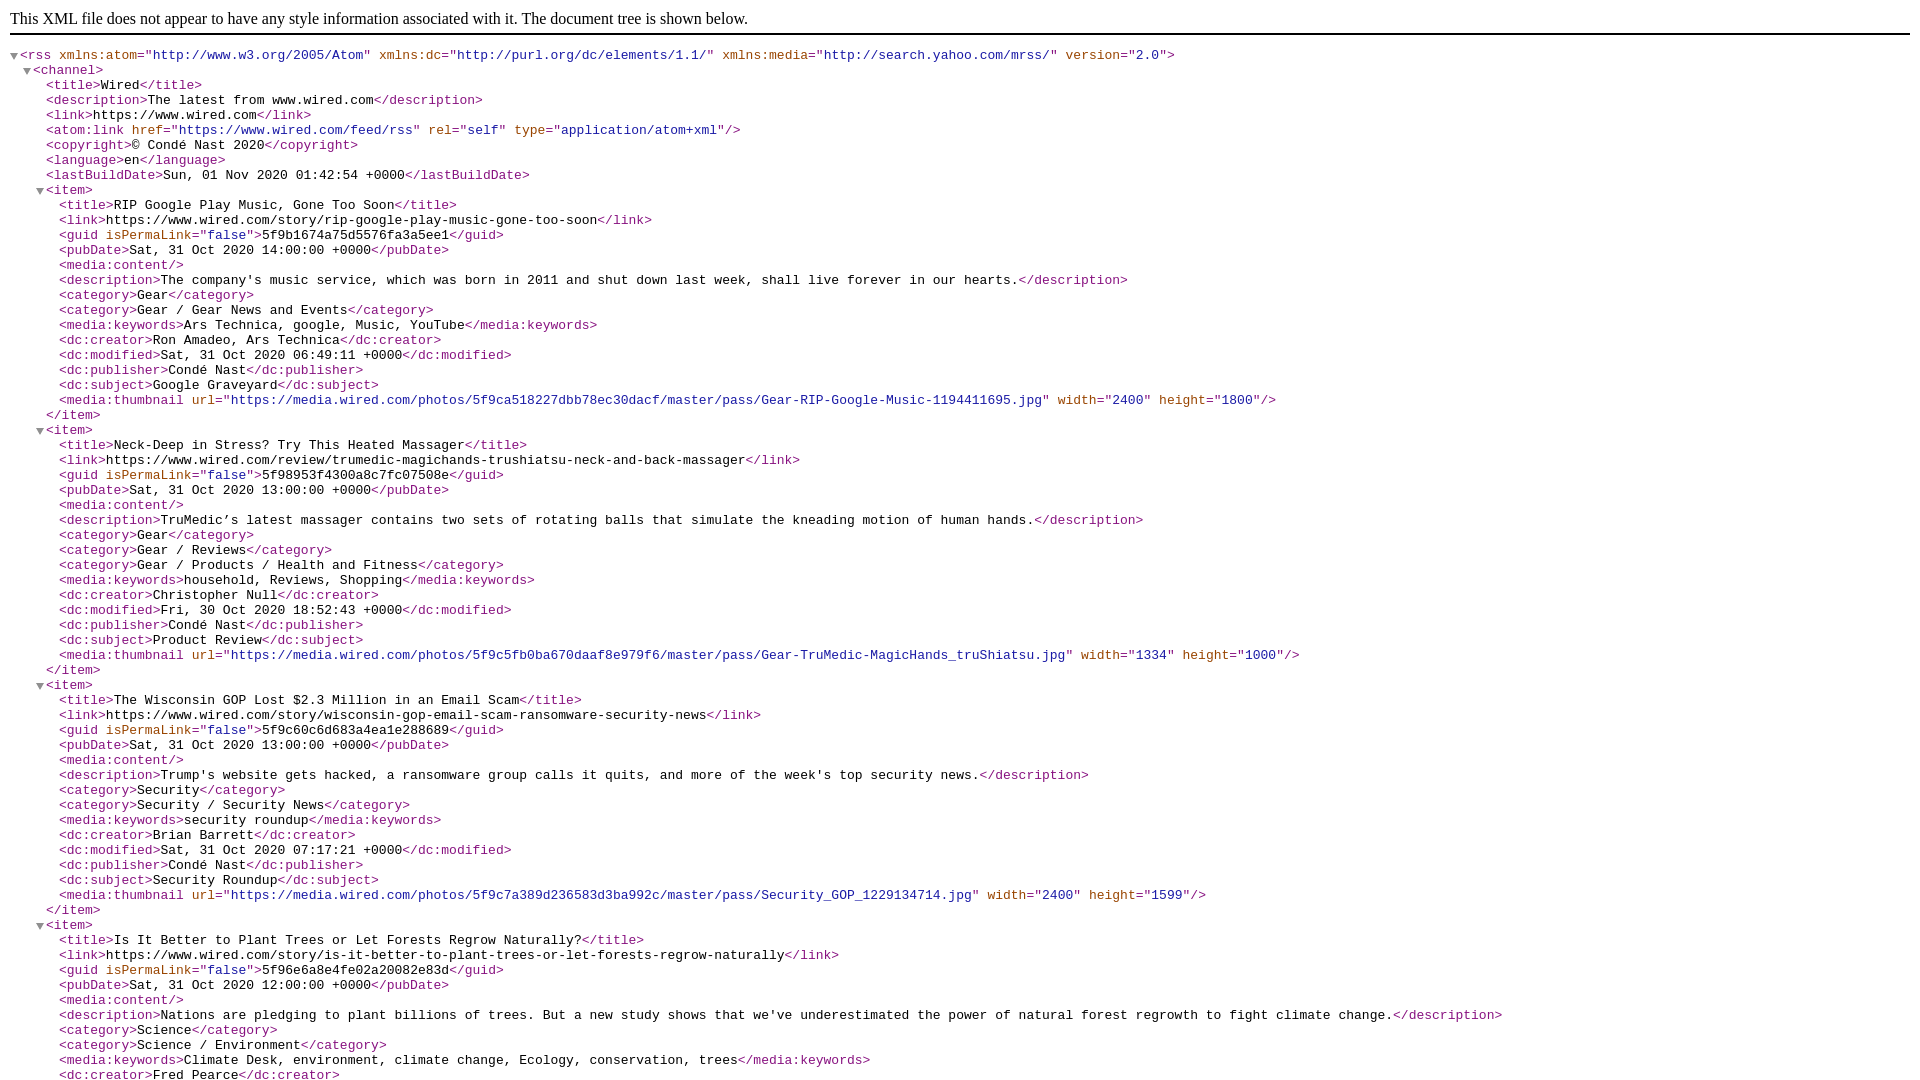 This XML file does not appear to have any style information associated with it. The document tree is shown below.
<rss xmlns:atom="http://www.w3.org/2005/Atom" xmlns:dc="http://purl.org/dc/elements/1.1/" xmlns:media="http://search.yahoo.com/mrss/" version="2.0">
<channel>
<title>Wired</title>
<description>The latest from www.wired.com</description>
<link>https://www.wired.com</link>
<atom:link href="https://www.wired.com/feed/rss" rel="self" type="application/atom+xml"/>
<copyright>© Condé Nast 2020</copyright>
<language>en</language>
<lastBuildDate>Sun, 01 Nov 2020 01:42:54 +0000</lastBuildDate>
<item>
<title>RIP Google Play Music, Gone Too Soon</title>
<link>https://www.wired.com/story/rip-google-play-music-gone-too-soon</link>
<guid isPermaLink="false">5f9b1674a75d5576fa3a5ee1</guid>
<pubDate>Sat, 31 Oct 2020 14:00:00 +0000</pubDate>
<media:content/>
<description>The company's music service, which was born in 2011 and shut down last week, shall live forever in our hearts.</description>
<category>Gear</category>
<category>Gear / Gear News and Events</category>
<media:keywords>Ars Technica, google, Music, YouTube</media:keywords>
<dc:creator>Ron Amadeo, Ars Technica</dc:creator>
<dc:modified>Sat, 31 Oct 2020 06:49:11 +0000</dc:modified>
<dc:publisher>Condé Nast</dc:publisher>
<dc:subject>Google Graveyard</dc:subject>
<media:thumbnail url="https://media.wired.com/photos/5f9ca518227dbb78ec30dacf/master/pass/Gear-RIP-Google-Music-1194411695.jpg" width="2400" height="1800"/>
</item>
<item>
<title>Neck-Deep in Stress? Try This Heated Massager</title>
<link>https://www.wired.com/review/trumedic-magichands-trushiatsu-neck-and-back-massager</link>
<guid isPermaLink="false">5f98953f4300a8c7fc07508e</guid>
<pubDate>Sat, 31 Oct 2020 13:00:00 +0000</pubDate>
<media:content/>
<description>TruMedic’s latest massager contains two sets of rotating balls that simulate the kneading motion of human hands.</description>
<category>Gear</category>
<category>Gear / Reviews</category>
<category>Gear / Products / Health and Fitness</category>
<media:keywords>household, Reviews, Shopping</media:keywords>
<dc:creator>Christopher Null</dc:creator>
<dc:modified>Fri, 30 Oct 2020 18:52:43 +0000</dc:modified>
<dc:publisher>Condé Nast</dc:publisher>
<dc:subject>Product Review</dc:subject>
<media:thumbnail url="https://media.wired.com/photos/5f9c5fb0ba670daaf8e979f6/master/pass/Gear-TruMedic-MagicHands_truShiatsu.jpg" width="1334" height="1000"/>
</item>
<item>
<title>The Wisconsin GOP Lost $2.3 Million in an Email Scam</title>
<link>https://www.wired.com/story/wisconsin-gop-email-scam-ransomware-security-news</link>
<guid isPermaLink="false">5f9c60c6d683a4ea1e288689</guid>
<pubDate>Sat, 31 Oct 2020 13:00:00 +0000</pubDate>
<media:content/>
<description>Trump's website gets hacked, a ransomware group calls it quits, and more of the week's top security news.</description>
<category>Security</category>
<category>Security / Security News</category>
<media:keywords>security roundup</media:keywords>
<dc:creator>Brian Barrett</dc:creator>
<dc:modified>Sat, 31 Oct 2020 07:17:21 +0000</dc:modified>
<dc:publisher>Condé Nast</dc:publisher>
<dc:subject>Security Roundup</dc:subject>
<media:thumbnail url="https://media.wired.com/photos/5f9c7a389d236583d3ba992c/master/pass/Security_GOP_1229134714.jpg" width="2400" height="1599"/>
</item>
<item>
<title>Is It Better to Plant Trees or Let Forests Regrow Naturally?</title>
<link>https://www.wired.com/story/is-it-better-to-plant-trees-or-let-forests-regrow-naturally</link>
<guid isPermaLink="false">5f96e6a8e4fe02a20082e83d</guid>
<pubDate>Sat, 31 Oct 2020 12:00:00 +0000</pubDate>
<media:content/>
<description>Nations are pledging to plant billions of trees. But a new study shows that we've underestimated the power of natural forest regrowth to fight climate change.</description>
<category>Science</category>
<category>Science / Environment</category>
<media:keywords>Climate Desk, environment, climate change, Ecology, conservation, trees</media:keywords>
<dc:creator>Fred Pearce</dc:creator>